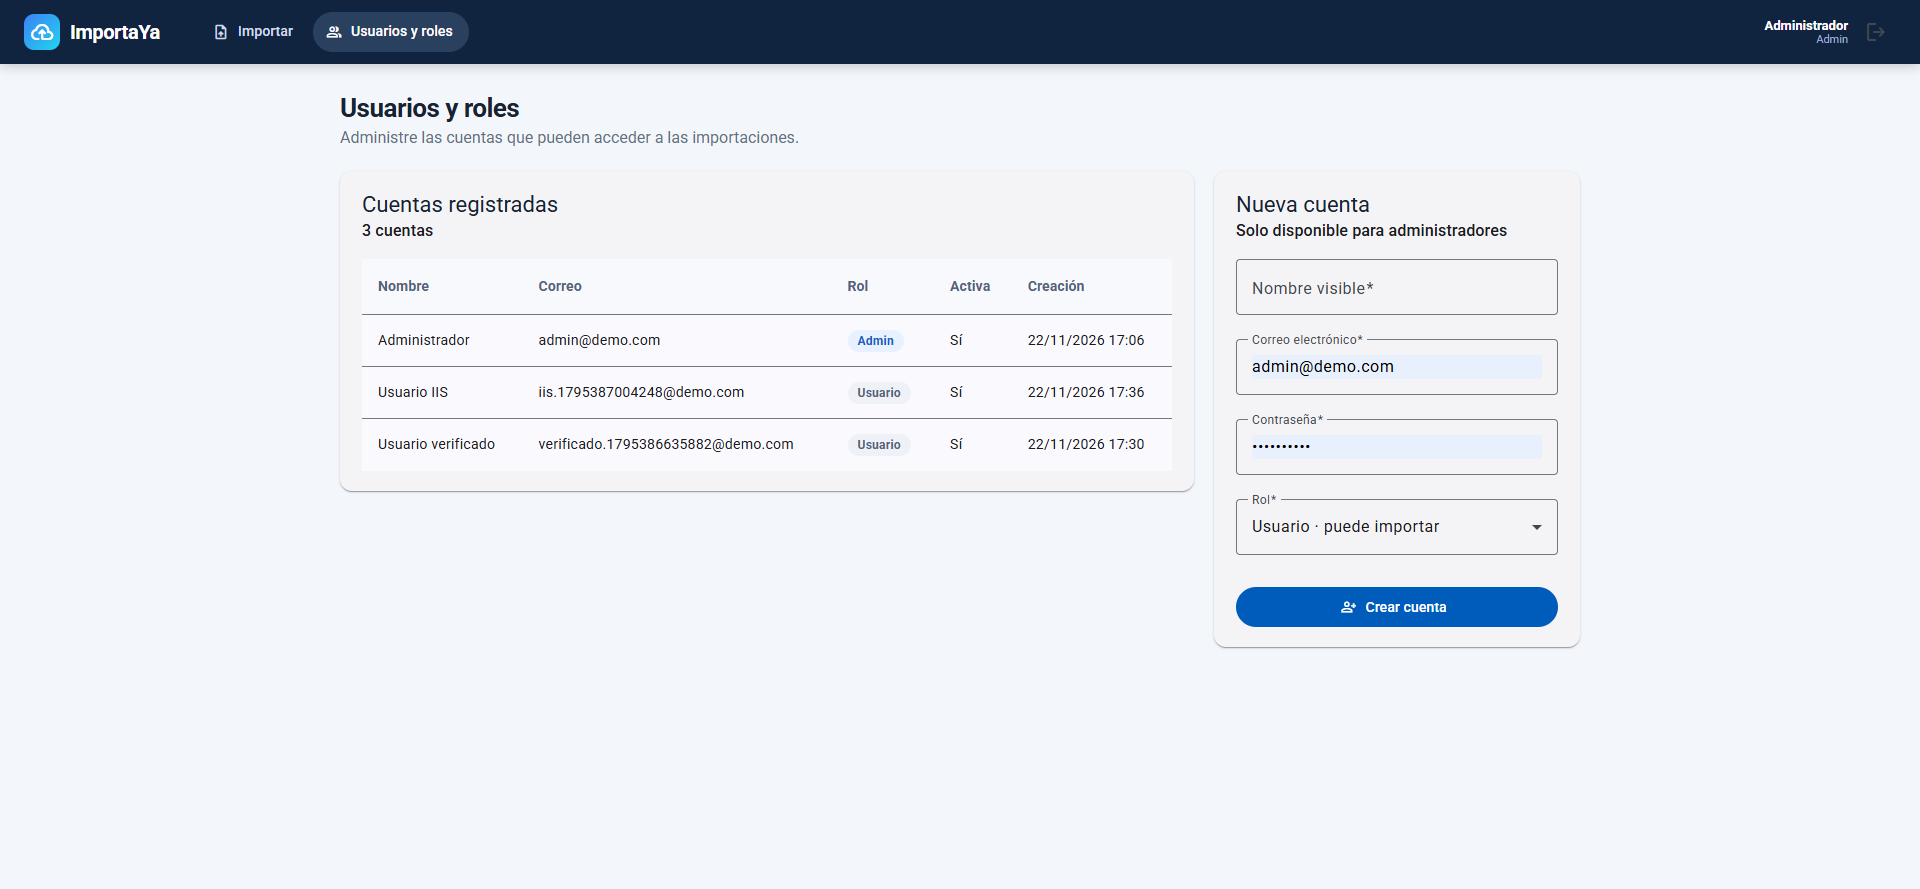 ImportaYa
Importar
Usuarios y roles
Administrador
Admin
Usuarios y roles
Administre las cuentas que pueden acceder a las importaciones.
Cuentas registradas
3 cuentas
Nombre Correo Rol Activa Creación
Administrador admin@demo.com Admin Sí 22/11/2026 17:06
Usuario IIS iis.1795387004248@demo.com Usuario Sí 22/11/2026 17:36
Usuario verificado verificado.1795386635882@demo.com Usuario Sí 22/11/2026 17:30
Nueva cuenta
Solo disponible para administradores
Nombre visible*
Correo electrónico*
admin@demo.com
Contraseña*
••••••••••
Rol*
Usuario · puede importar
Crear cuenta